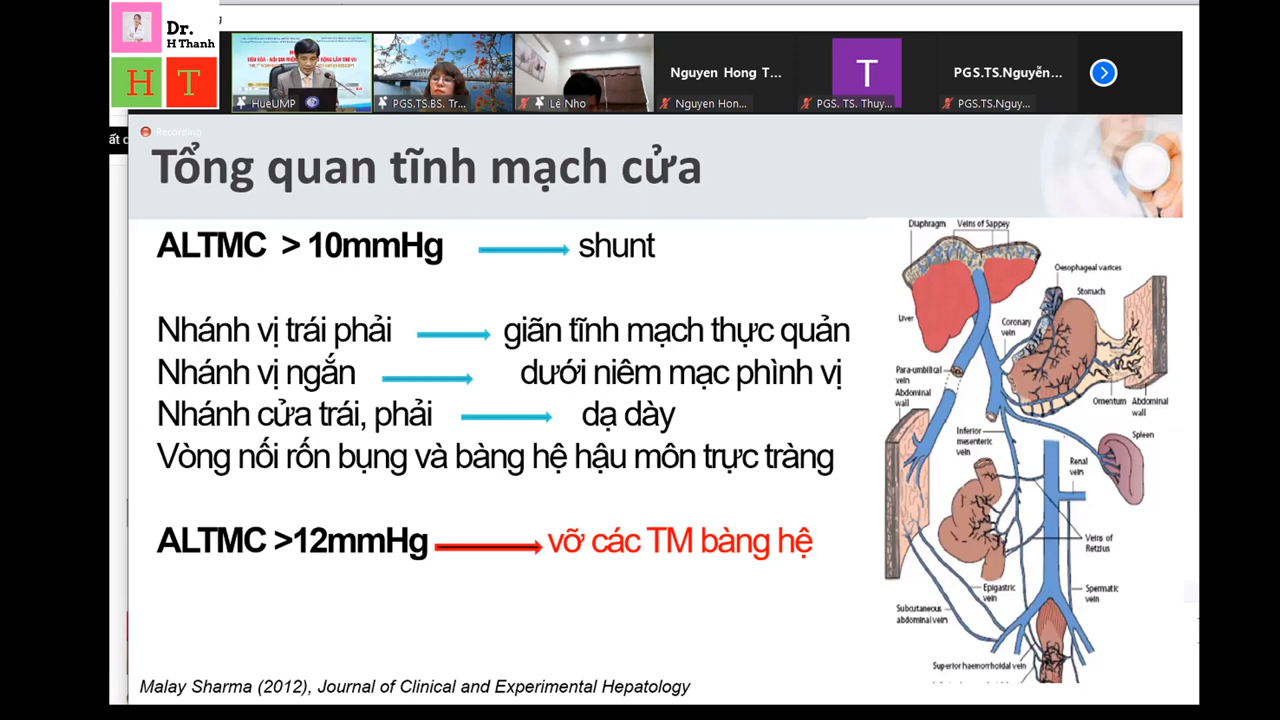 Dr.
H Thanh
H T
HueUMP
PGS.TS.BS. Tr...
Lê Nho
Nguyen Hong T...
Nguyen Hon...
T
PGS. TS. Thuy...
PGS.TS.Nguyễn...
PGS.TS.Nguy...
Recording
Tổng quan tĩnh mạch cửa
ALTMC > 10mmHg shunt
Nhánh vị trái phải giãn tĩnh mạch thực quản
Nhánh vị ngắn dưới niêm mạc phình vị
Nhánh cửa trái, phải dạ dày
Vòng nối rốn bụng và bàng hệ hậu môn trực tràng
ALTMC >12mmHg vỡ các TM bàng hệ
Diaphragm
Veins of Sappey
Oesophageal varices
Stomach
Liver
Coronary
vein
Para-umbilical
vein
Abdominal
wall
Omentum
Abdominal
wall
Inferior
mesenteric
vein
Spleen
Renal
vein
Veins of
Retzius
Epigastric
vein
Spermatic
vein
Subcutaneous
abdominal vein
Superior haemorrhoidal vein
Malay Sharma (2012), Journal of Clinical and Experimental Hepatology